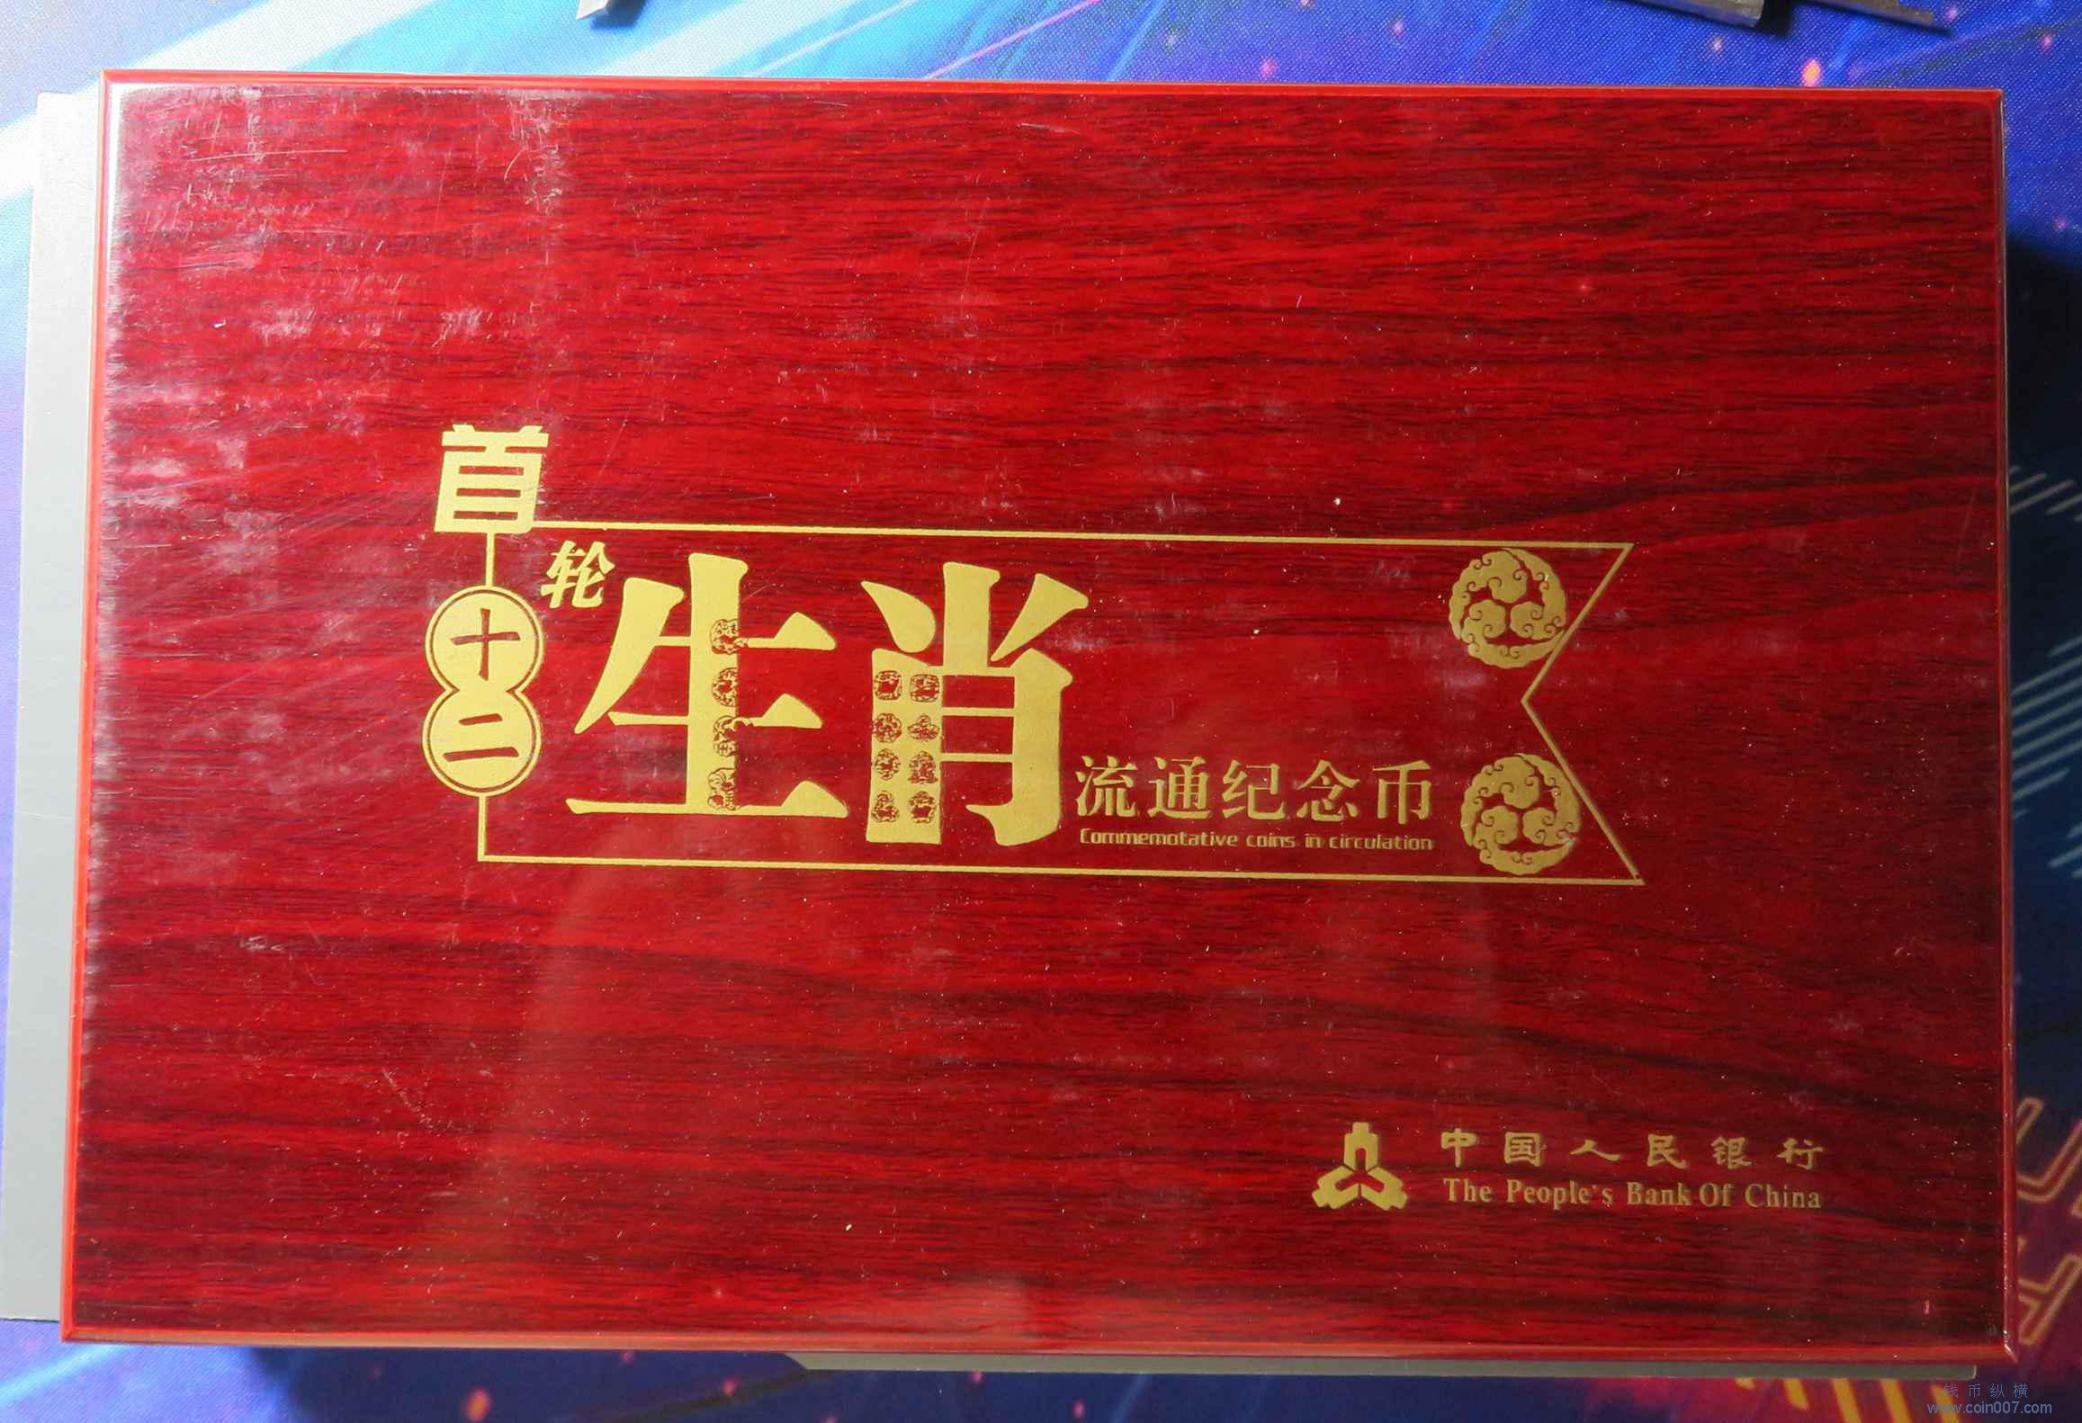 首轮
十二
生肖
流通纪念币
Commemotative coins in circulation
中国人民银行
The People's Bank Of China
钱币纵横
www.coin007.com